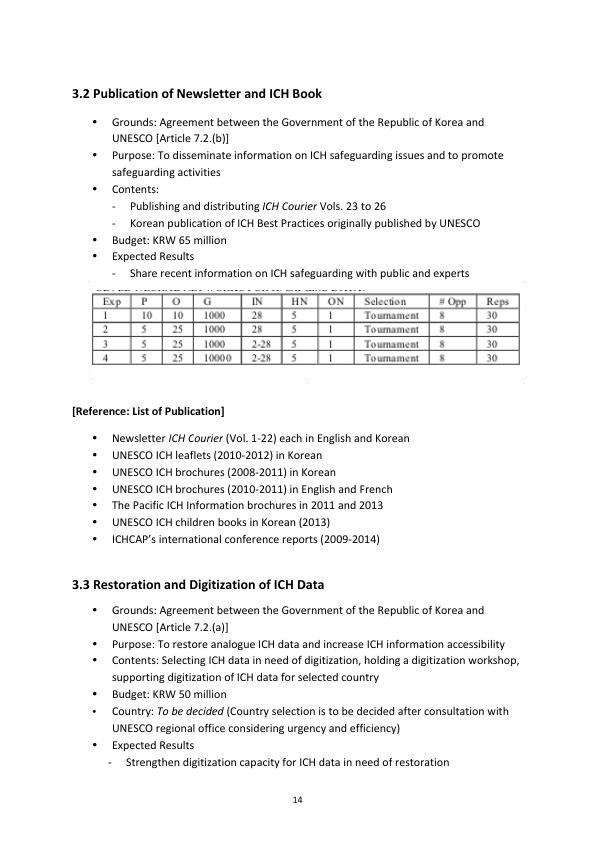 3.2 Publication of Newsletter and ICH Book
• Grounds: Agreement between the Government of the Republic of Korea and
UNESCO [Article 7.2.(b)]
• Purpose: To disseminate information on ICH safeguarding issues and to promote
safeguarding activities
• Contents:
- Publishing and distributing ICH Courier Vols. 23 to 26
- Korean publication of ICH Best Practices originally published by UNESCO
• Budget: KRW 65 million
• Expected Results
- Share recent information on ICH safeguarding with public and experts
Exp P O G IN HN ON Selection # Opp Reps
1 10 10 1000 28 5 1 Tournament 8 30
2 5 25 1000 28 5 1 Tournament 8 30
3 5 25 1000 2-28 5 1 Tournament 8 30
4 5 25 10000 2-28 5 1 Tournament 8 30
[Reference: List of Publication]
• Newsletter ICH Courier (Vol. 1-22) each in English and Korean
• UNESCO ICH leaflets (2010-2012) in Korean
• UNESCO ICH brochures (2008-2011) in Korean
• UNESCO ICH brochures (2010-2011) in English and French
• The Pacific ICH Information brochures in 2011 and 2013
• UNESCO ICH children books in Korean (2013)
• ICHCAP's international conference reports (2009-2014)
3.3 Restoration and Digitization of ICH Data
• Grounds: Agreement between the Government of the Republic of Korea and
UNESCO [Article 7.2.(a)]
• Purpose: To restore analogue ICH data and increase ICH information accessibility
• Contents: Selecting ICH data in need of digitization, holding a digitization workshop,
supporting digitization of ICH data for selected country
• Budget: KRW 50 million
• Country: To be decided (Country selection is to be decided after consultation with
UNESCO regional office considering urgency and efficiency)
• Expected Results
- Strengthen digitization capacity for ICH data in need of restoration
14